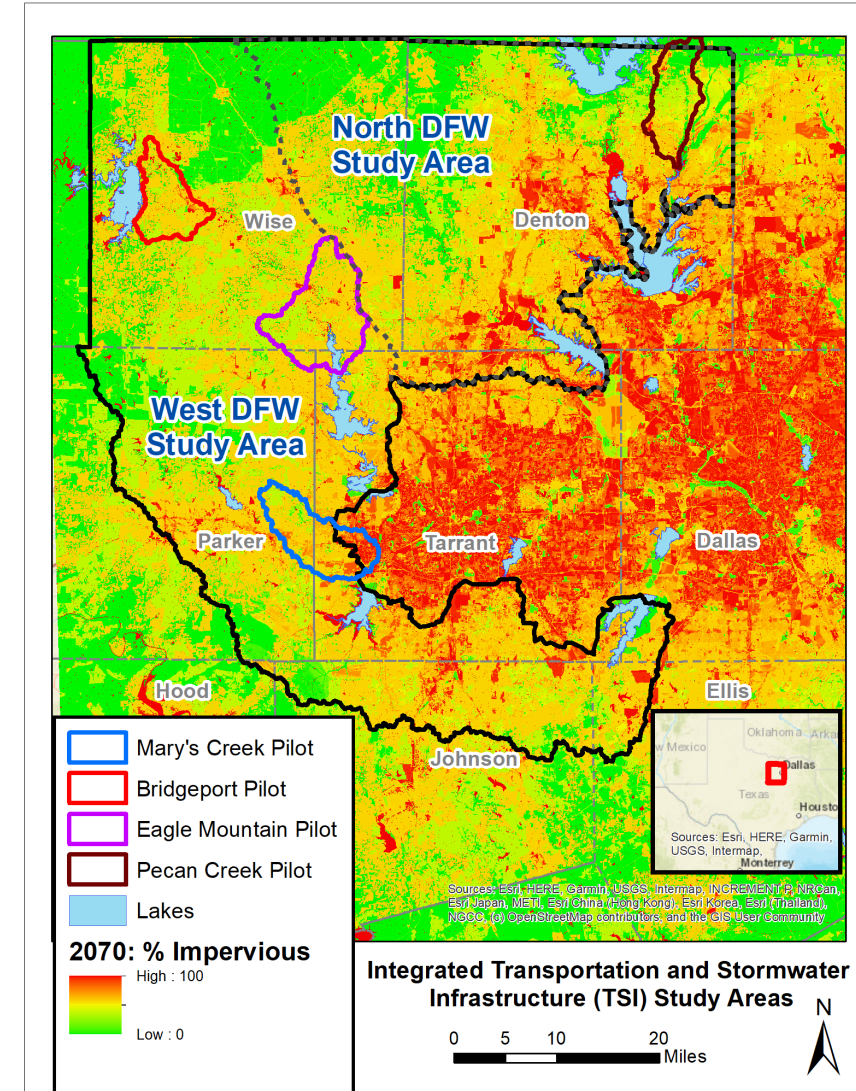 North DFW
Study Area
Wise
Denton
West DFW
Study Area
Parker
Tarrant
Dallas
Hood
Ellis
Johnson
Mary's Creek Pilot
Bridgeport Pilot
Eagle Mountain Pilot
Pecan Creek Pilot
Lakes
2070: % Impervious
High : 100
Low : 0
Oklahoma Arka
w Mexico
Dallas
Texas
Housto
Sources: Esri, HERE, Garmin,
USGS, Intermap,
Monterrey
Sources: Esri, HERE, Garmin, USGS, Intermap, INCREMENT P, NRCan,
Esri Japan, METI, Esri China (Hong Kong), Esri Korea, Esri (Thailand),
NGCC, (c) OpenStreetMap contributors, and the GIS User Community
Integrated Transportation and Stormwater
Infrastructure (TSI) Study Areas
N
0 5 10 20
Miles